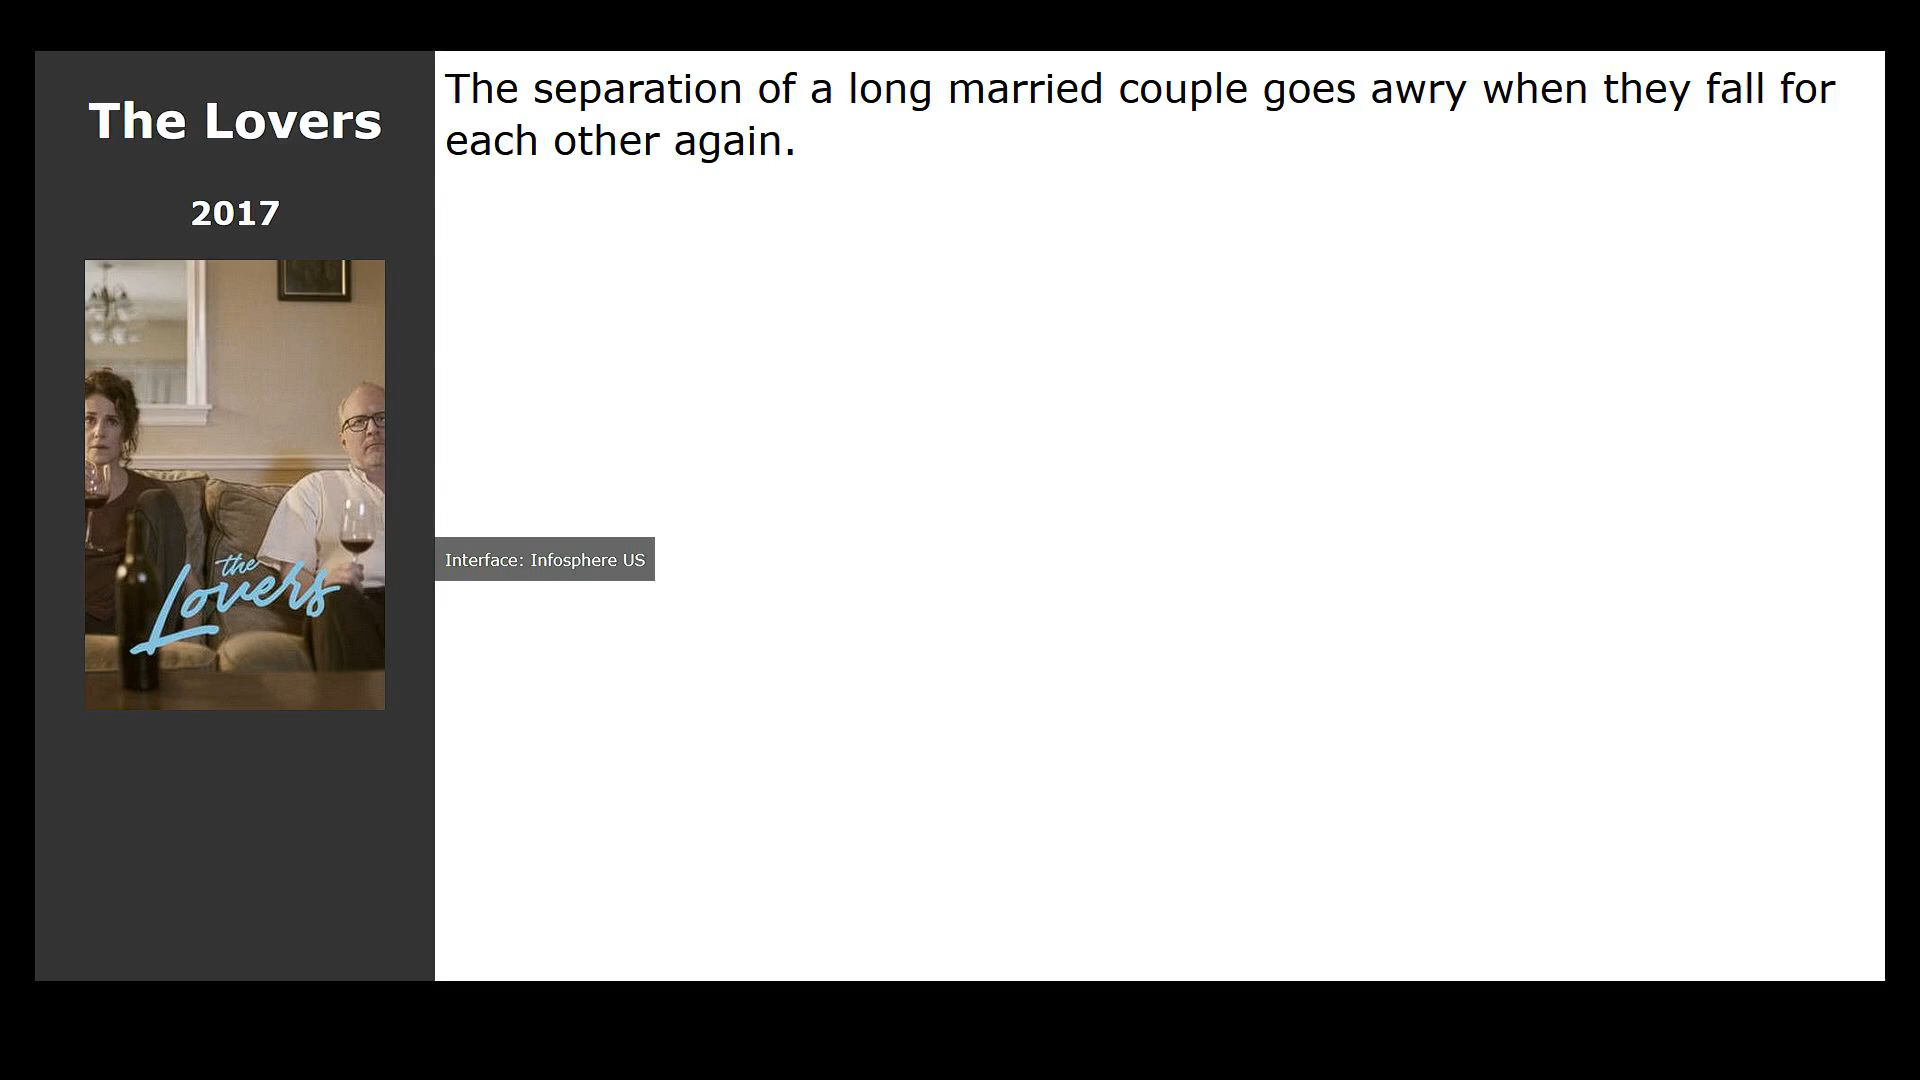 The Lovers
2017
the
Lovers
The separation of a long married couple goes awry when they fall for
each other again.
Interface: Infosphere US